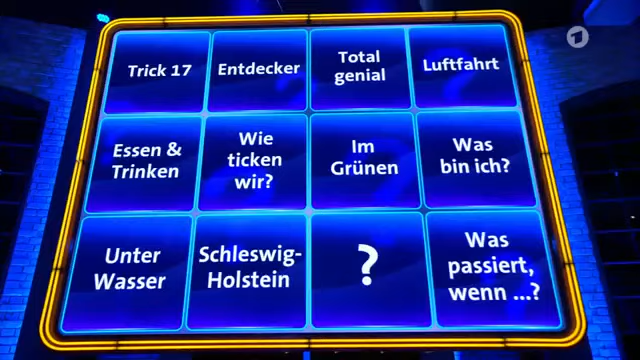 Trick 17
Entdecker
Total
genial
Luftfahrt
Essen &
Trinken
Wie
ticken
wir?
Im
Grünen
Was
bin ich?
Unter
Wasser
Schleswig-
Holstein
?
Was
passiert,
wenn ...?
1